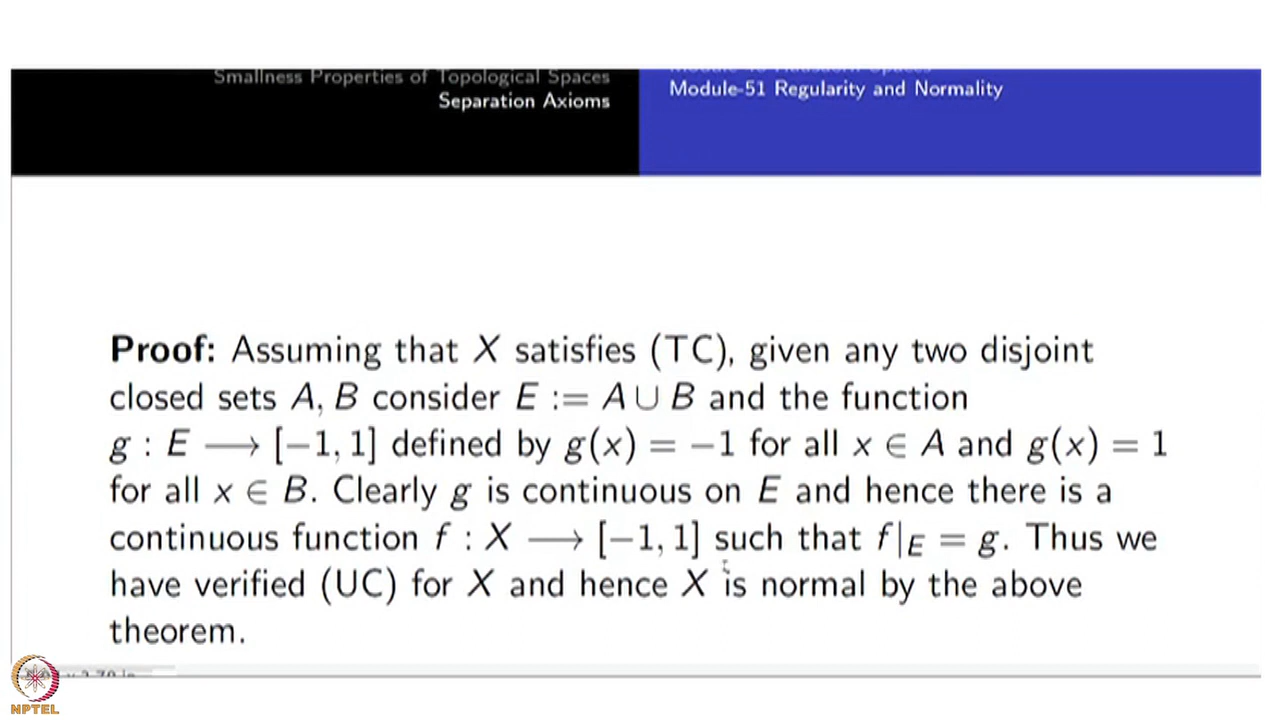 Smallness Properties of Topological Spaces
Separation Axioms
Module-51 Regularity and Normality
Proof: Assuming that X satisfies (TC), given any two disjoint
closed sets A, B consider E := A ∪ B and the function
g : E ⟶ [−1, 1] defined by g(x) = −1 for all x ∈ A and g(x) = 1
for all x ∈ B. Clearly g is continuous on E and hence there is a
continuous function f : X ⟶ [−1, 1] such that f|_E = g. Thus we
have verified (UC) for X and hence X is normal by the above
theorem.
NPTEL